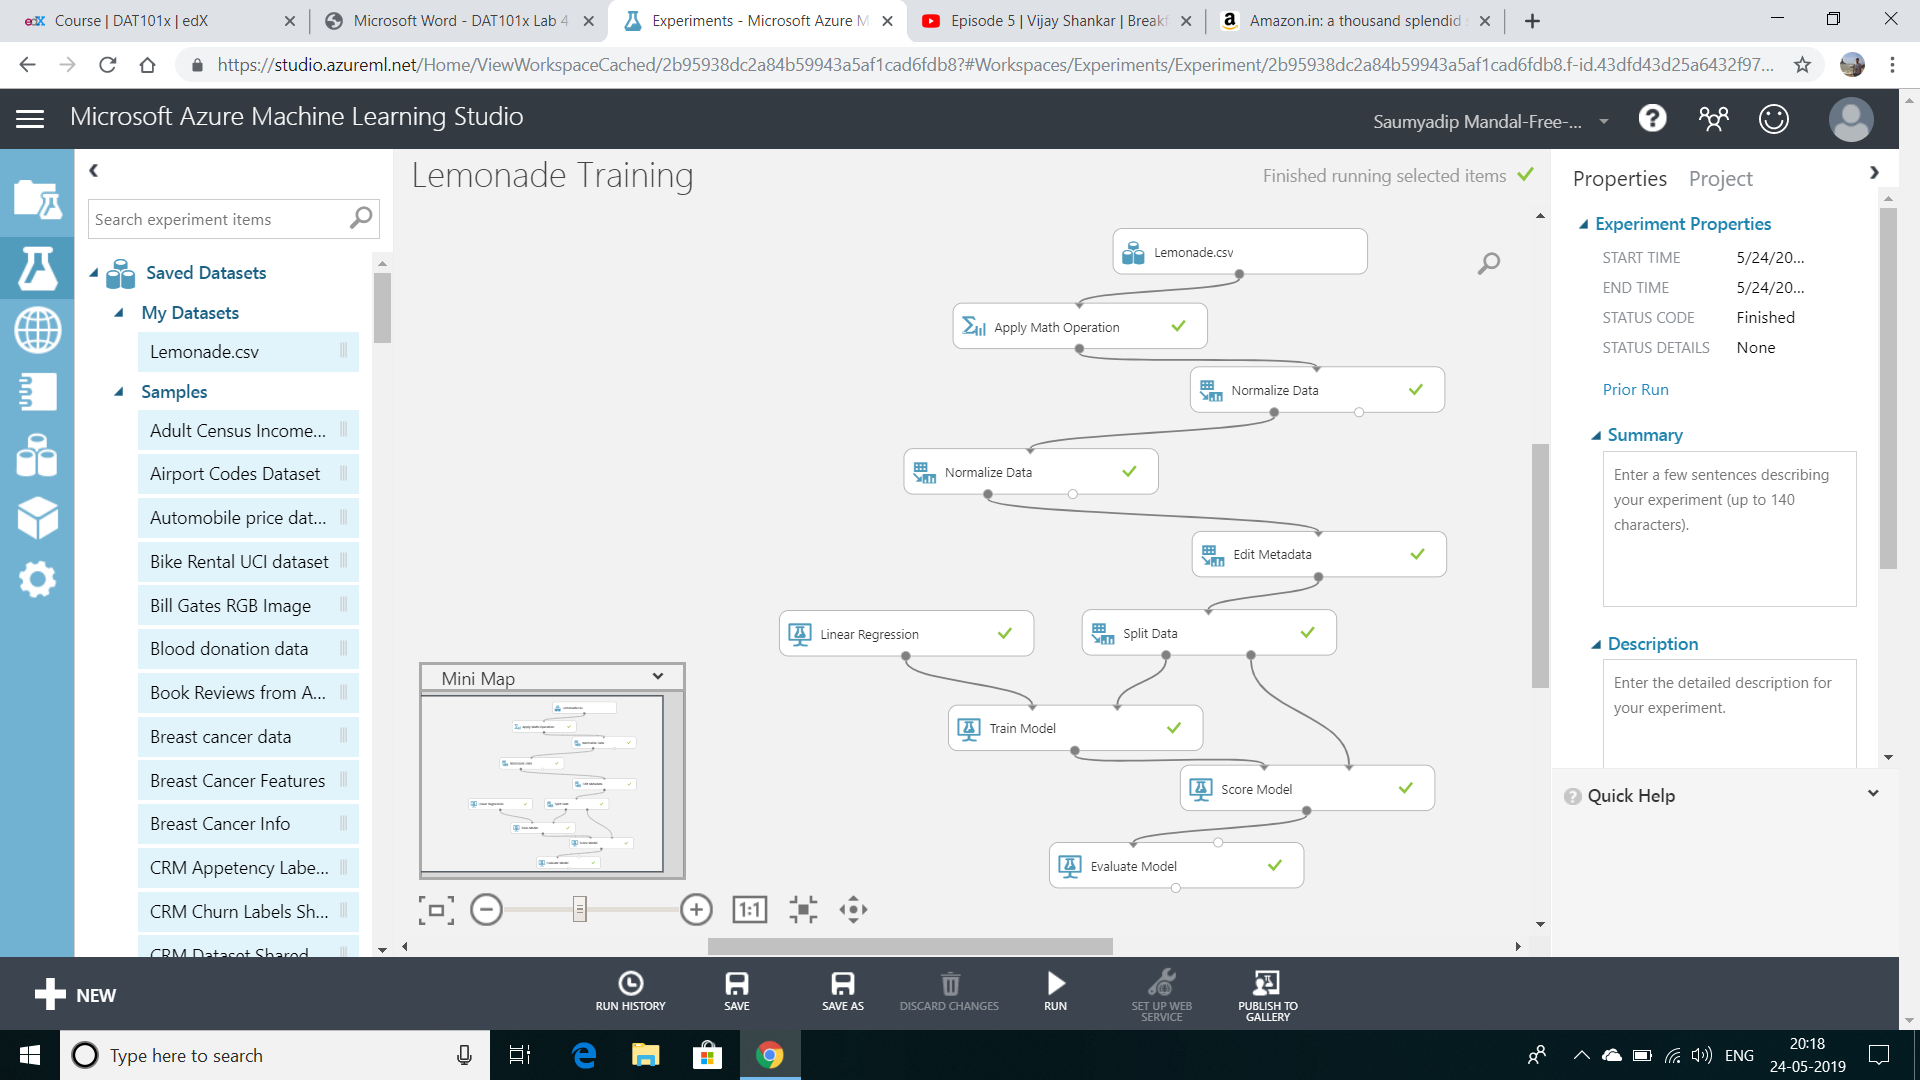 Course | DAT101x | edX
Microsoft Word - DAT101x Lab 4
Experiments - Microsoft Azure M
Episode 5 | Vijay Shankar | Breakf
Amazon.in: a thousand splendid s
https://studio.azureml.net/Home/ViewWorkspaceCached/2b95938dc2a84b59943a5af1cad6fdb8?#Workspaces/Experiments/Experiment/2b95938dc2a84b59943a5af1cad6fdb8.f-id.43dfd43d25a6432f97...
Microsoft Azure Machine Learning Studio
Saumyadip Mandal-Free-...
Search experiment items
Saved Datasets
My Datasets
Lemonade.csv
Samples
Adult Census Income...
Airport Codes Dataset
Automobile price dat...
Bike Rental UCI dataset
Bill Gates RGB Image
Blood donation data
Book Reviews from A...
Breast cancer data
Breast Cancer Features
Breast Cancer Info
CRM Appetency Labe...
CRM Churn Labels Sh...
CRM Dataset Shared
Lemonade Training
Finished running selected items
Lemonade.csv
Apply Math Operation
Normalize Data
Normalize Data
Edit Metadata
Linear Regression
Split Data
Train Model
Score Model
Evaluate Model
Mini Map
1:1
Properties
Project
Experiment Properties
START TIME 5/24/20...
END TIME 5/24/20...
STATUS CODE Finished
STATUS DETAILS None
Prior Run
Summary
Enter a few sentences describing
your experiment (up to 140
characters).
Description
Enter the detailed description for
your experiment.
Quick Help
NEW
RUN HISTORY
SAVE
SAVE AS
DISCARD CHANGES
RUN
SET UP WEB
SERVICE
PUBLISH TO
GALLERY
Type here to search
ENG
20:18
24-05-2019